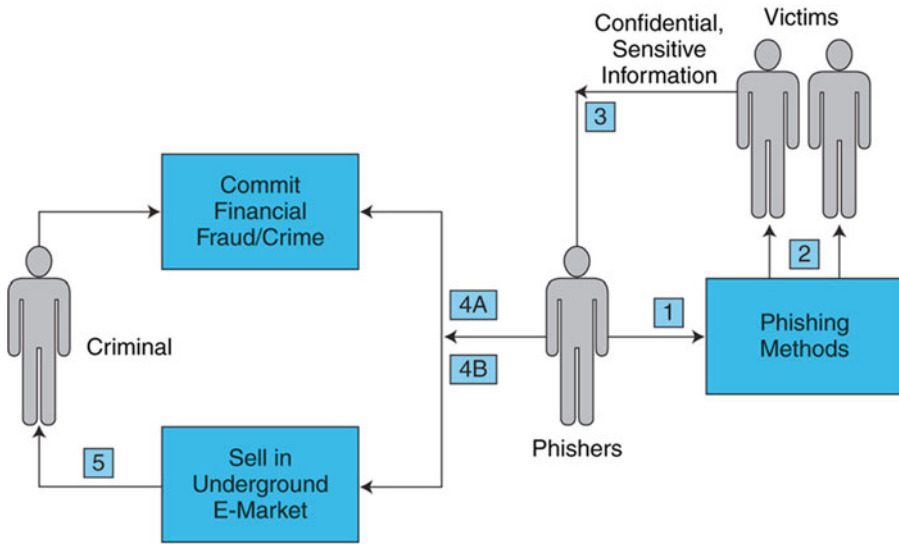 Victims
Confidential,
Sensitive
Information
3
Commit
Financial
Fraud/Crime
2
4A
1
Phishing
Methods
Criminal
4B
Phishers
5
Sell in
Underground
E-Market